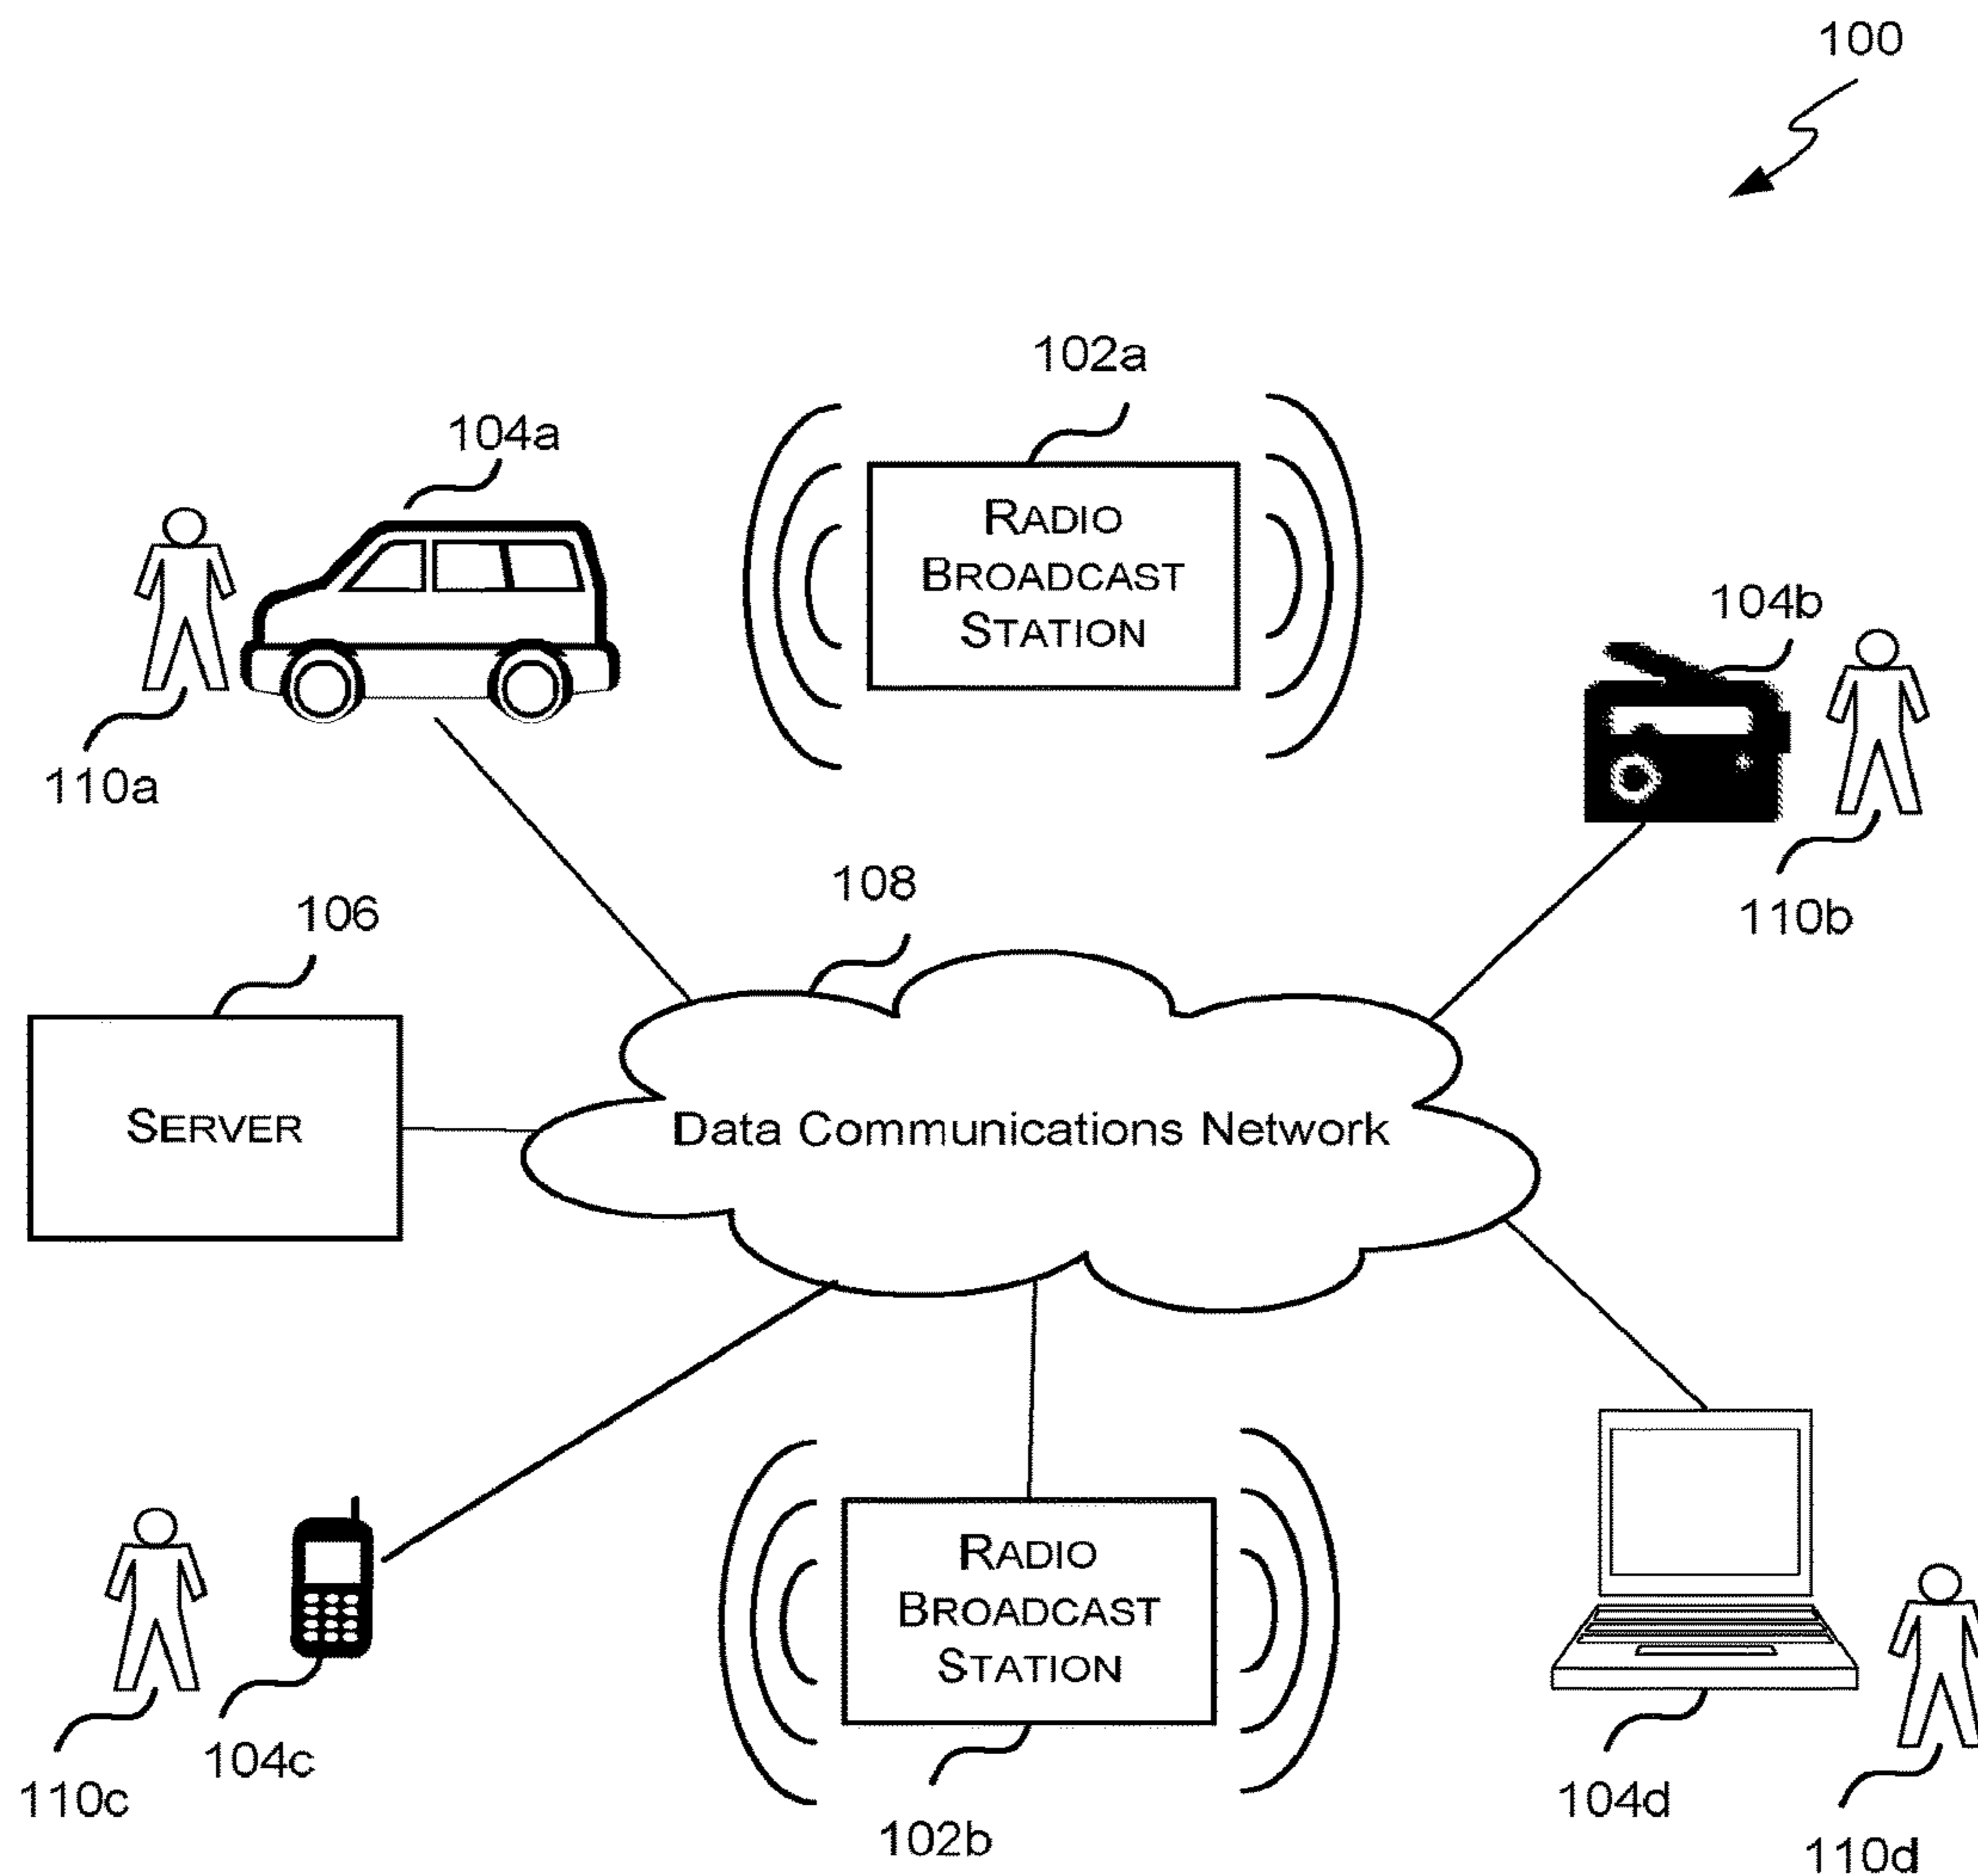 100
102a
104a
RADIO
BROADCAST
STATION
104b
110a
110b
108
106
SERVER
Data Communications Network
RADIO
BROADCAST
STATION
104c
110c
102b
104d
110d